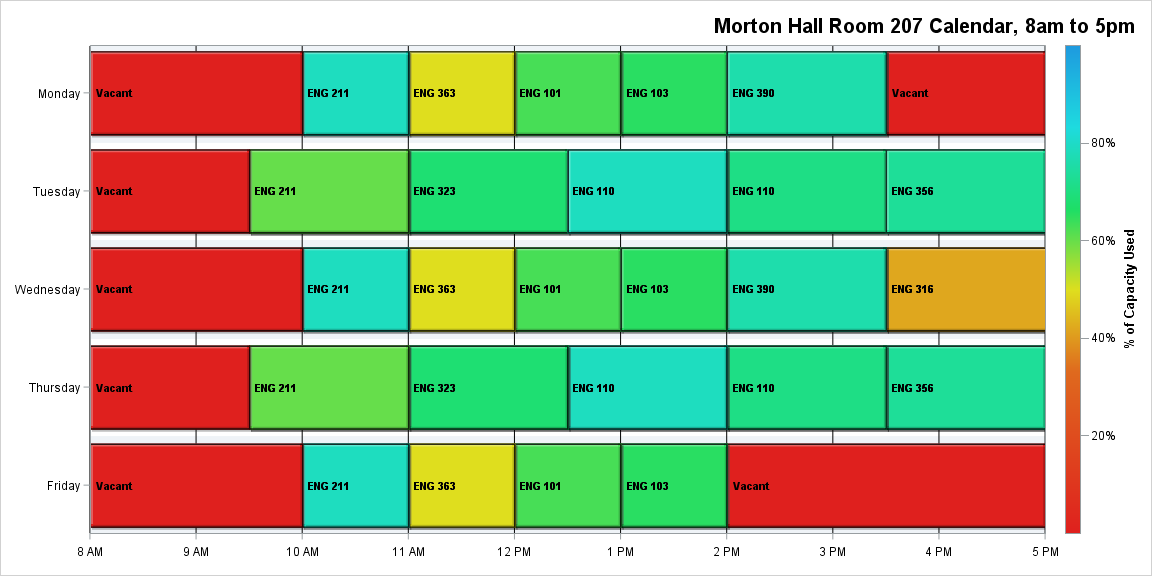 Morton Hall Room 207 Calendar, 8am to 5pm
Monday Vacant ENG 211 ENG 363 ENG 101 ENG 103 ENG 390 Vacant
Tuesday Vacant ENG 211 ENG 323 ENG 110 ENG 110 ENG 356
Wednesday Vacant ENG 211 ENG 363 ENG 101 ENG 103 ENG 390 ENG 316
Thursday Vacant ENG 211 ENG 323 ENG 110 ENG 110 ENG 356
Friday Vacant ENG 211 ENG 363 ENG 101 ENG 103 Vacant
8 AM 9 AM 10 AM 11 AM 12 PM 1 PM 2 PM 3 PM 4 PM 5 PM
80%
60%
40%
20%
% of Capacity Used